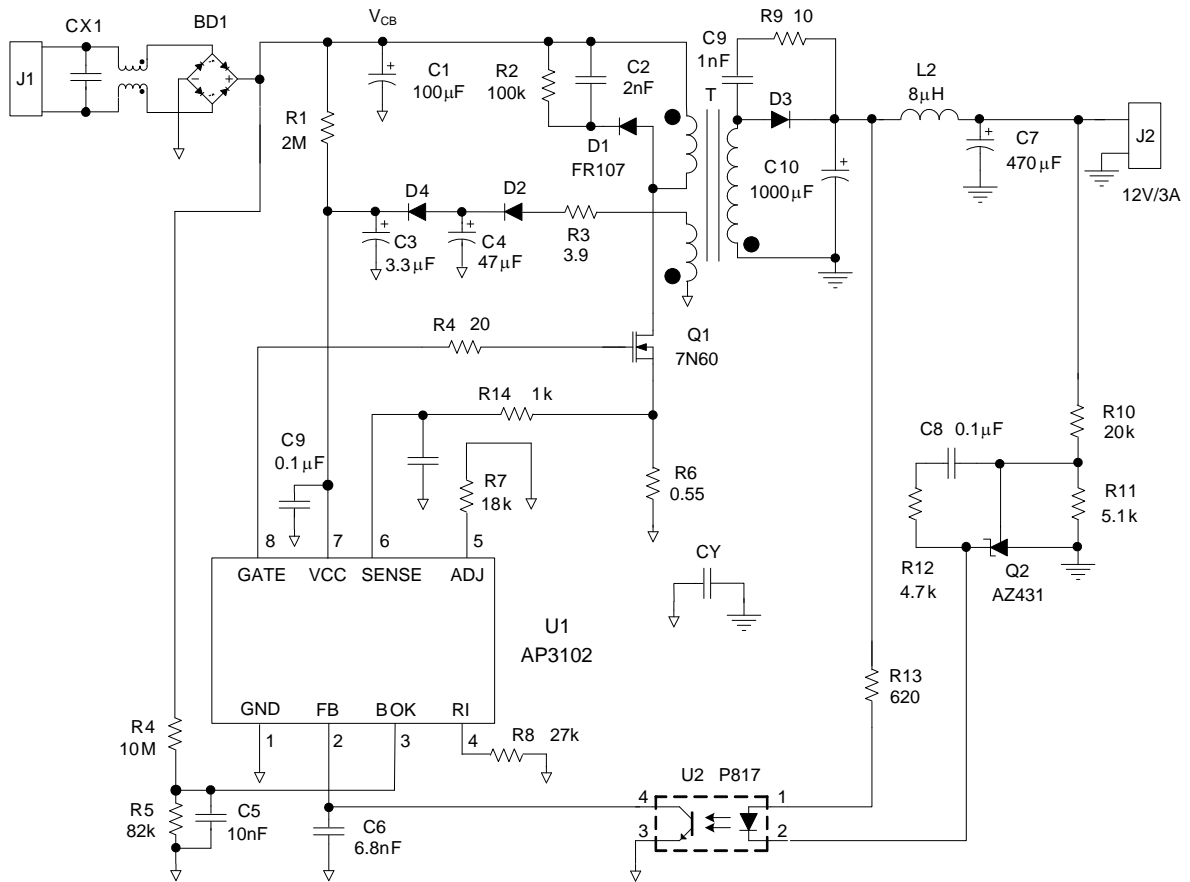 CX1
BD1
V_CB
R9 10
C9
1nF
J1
C1
100μF
R2
100k
C2
2nF
T
D3
L2
8μH
R1
2M
D1
FR107
C10
1000μF
C7
470μF
J2
12V/3A
D4
D2
C3
3.3μF
C4
47μF
R3
3.9
R4 20
Q1
7N60
R14 1k
C9
0.1μF
R7
18k
R6
0.55
C8 0.1μF
R10
20k
R11
5.1k
8
7
6
5
GATE
VCC
SENSE
ADJ
CY
R12
4.7k
Q2
AZ431
U1
AP3102
R13
620
GND
FB
BOK
RI
1
2
3
4
R4
10M
R8 27k
U2 P817
4
1
3
2
R5
82k
C5
10nF
C6
6.8nF